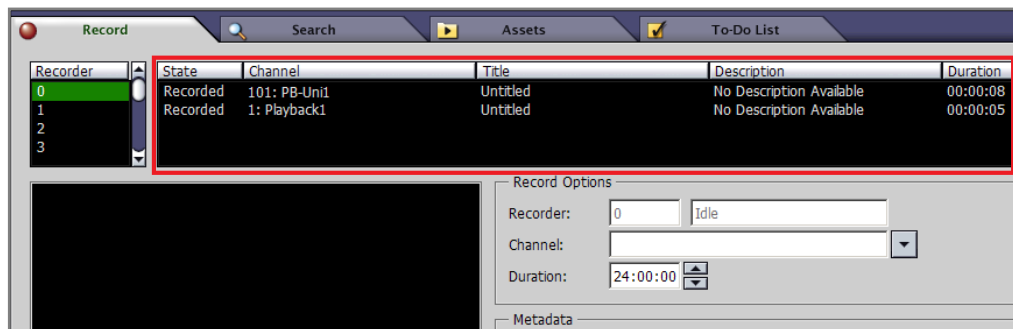 Record Search Assets To-Do List
Recorder State Channel Title Description Duration
0 Recorded 101: PB-Uni1 Untitled No Description Available 00:00:08
1 Recorded 1: Playback1 Untitled No Description Available 00:00:05
2
3
Record Options
Recorder: 0 Idle
Channel:
Duration: 24:00:00
Metadata